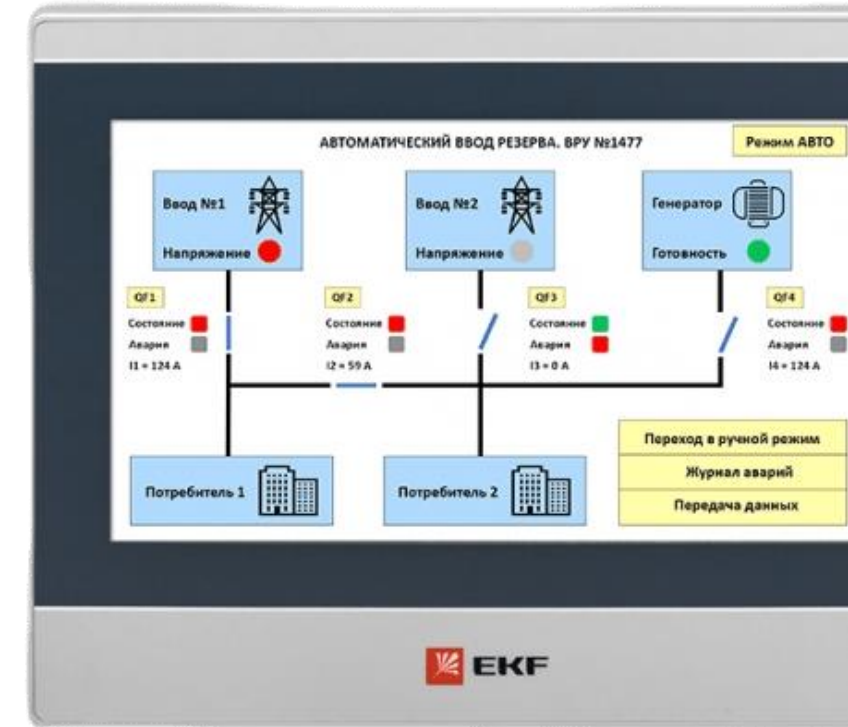 АВТОМАТИЧЕСКИЙ ВВОД РЕЗЕРВА. ВРУ №1477
Режим АВТО
Ввод №1
Напряжение
Ввод №2
Напряжение
Генератор
Готовность
QF1
Состояние
Авария
I1 = 124 А
QF2
Состояние
Авария
I2 = 59 А
QF3
Состояние
Авария
I3 = 0 А
QF4
Состояние
Авария
I4 = 124 А
Потребитель 1
Потребитель 2
Переход в ручной режим
Журнал аварий
Передача данных
EKF